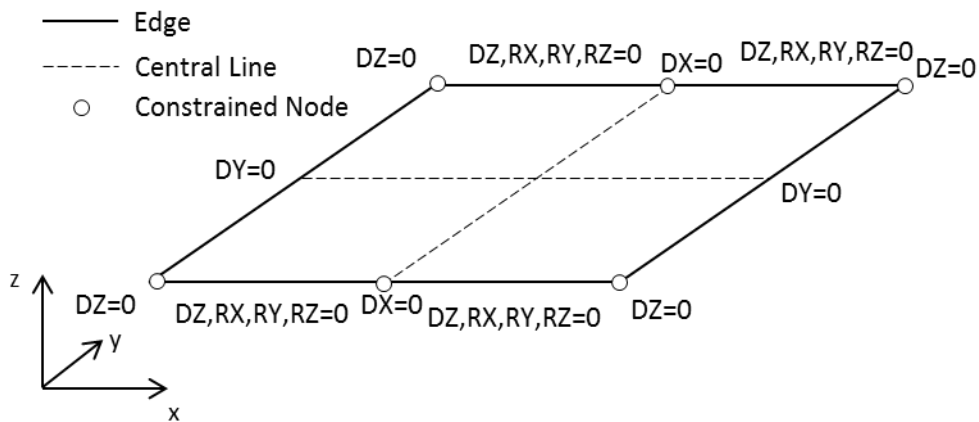 Edge
Central Line
Constrained Node
DZ=0
DZ,RX,RY,RZ=0
DX=0
DZ,RX,RY,RZ=0
DZ=0
DY=0
DY=0
z
DZ=0
DZ,RX,RY,RZ=0
DX=0
DZ,RX,RY,RZ=0
DZ=0
y
x